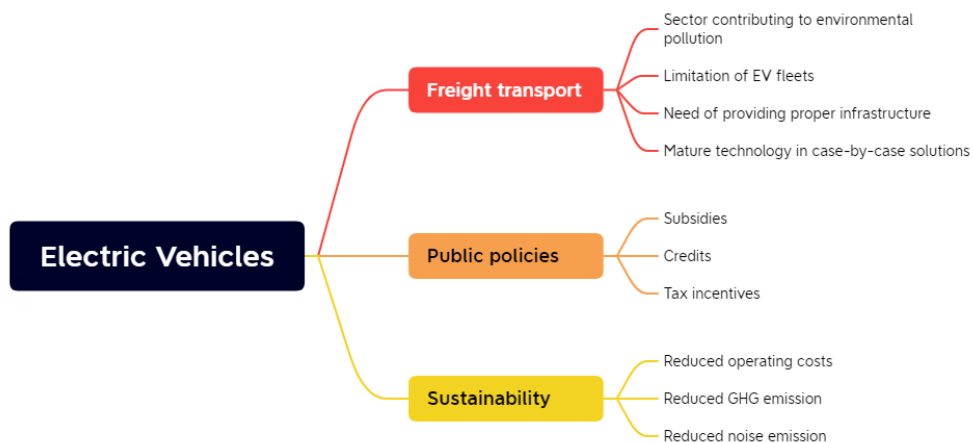 Electric Vehicles
Freight transport
Sector contributing to environmental
pollution
Limitation of EV fleets
Need of providing proper infrastructure
Mature technology in case-by-case solutions
Public policies
Subsidies
Credits
Tax incentives
Sustainability
Reduced operating costs
Reduced GHG emission
Reduced noise emission